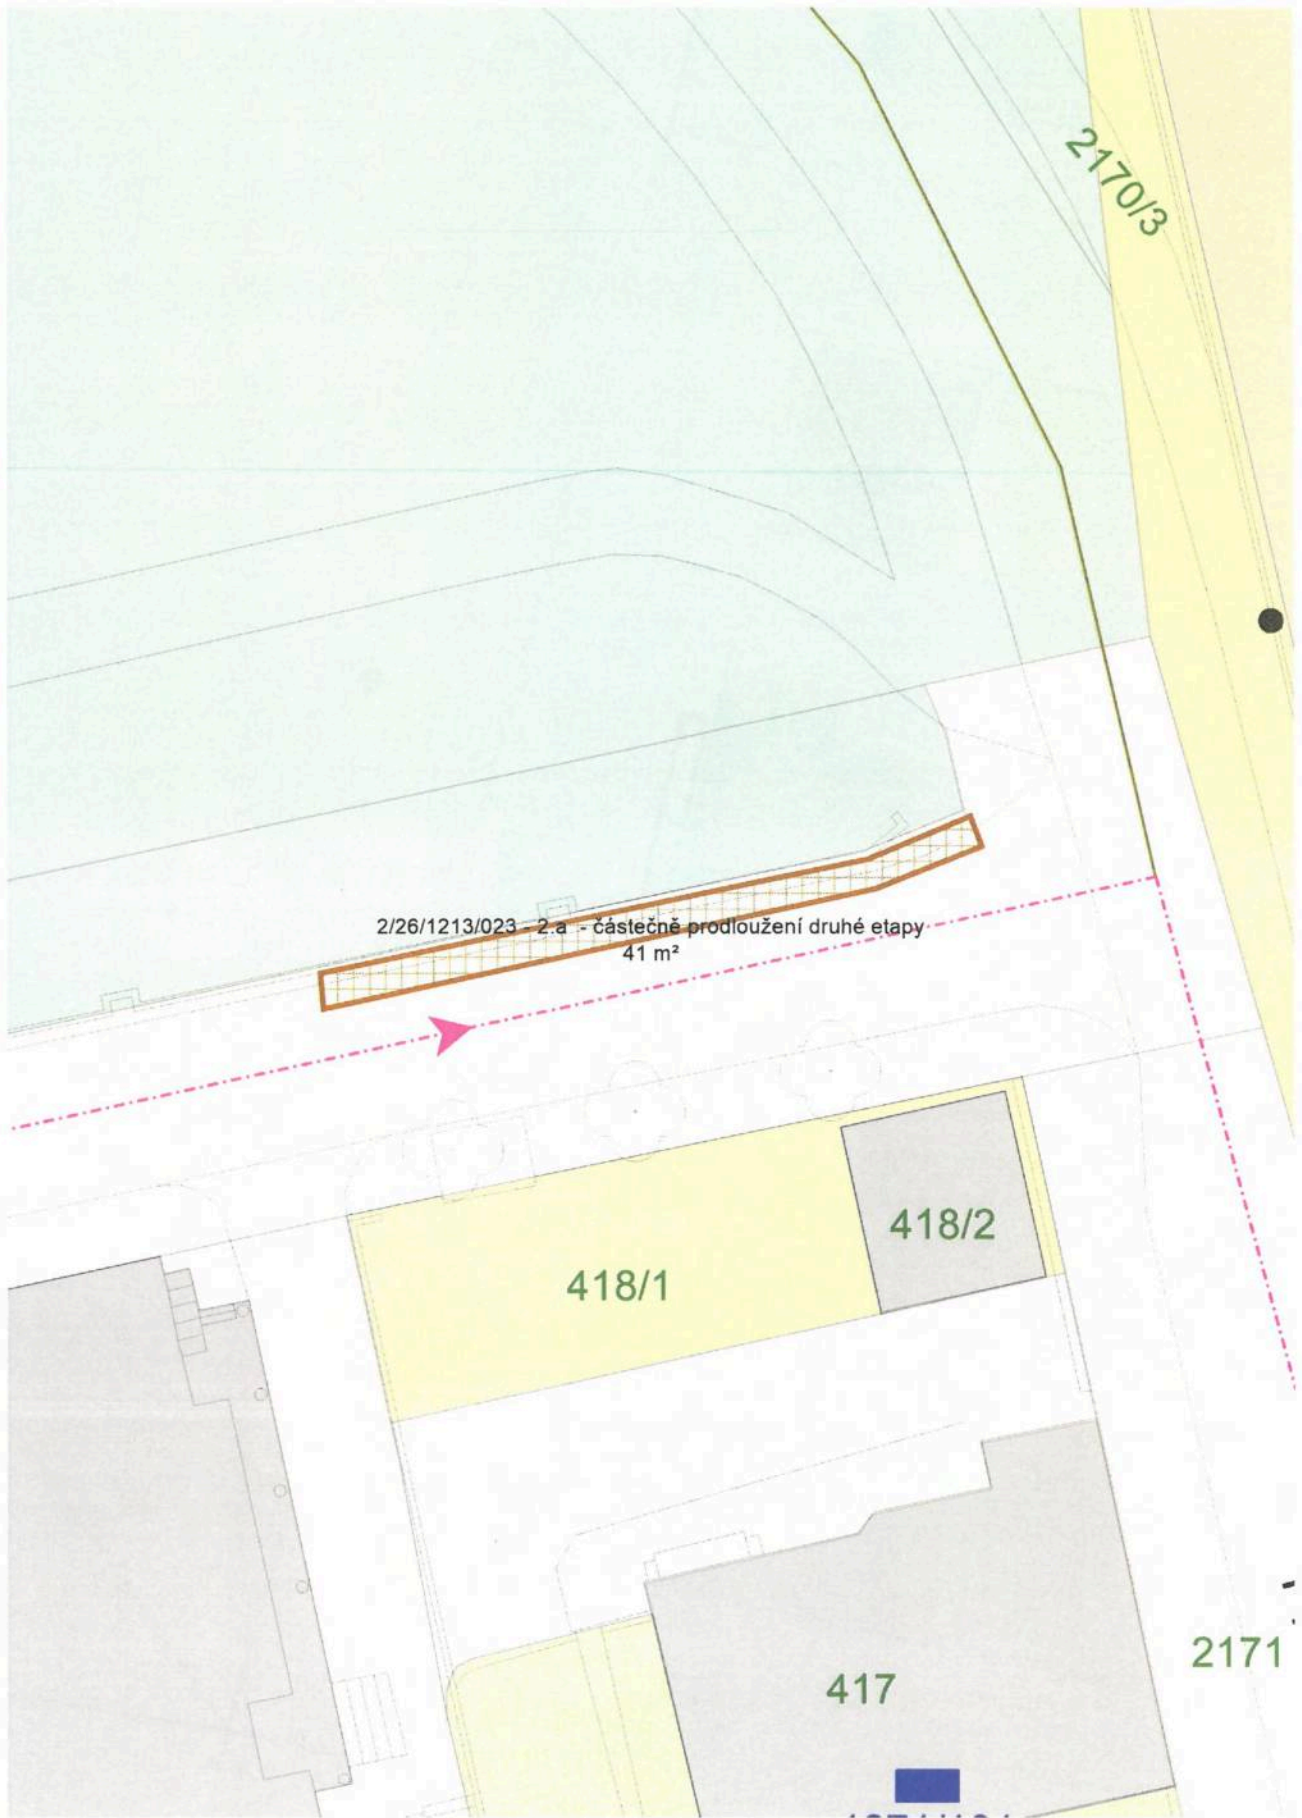 2170/3
2/26/1213/023 - 2.a - částečně prodloužení druhé etapy
41 m²
418/2
418/1
2171
417